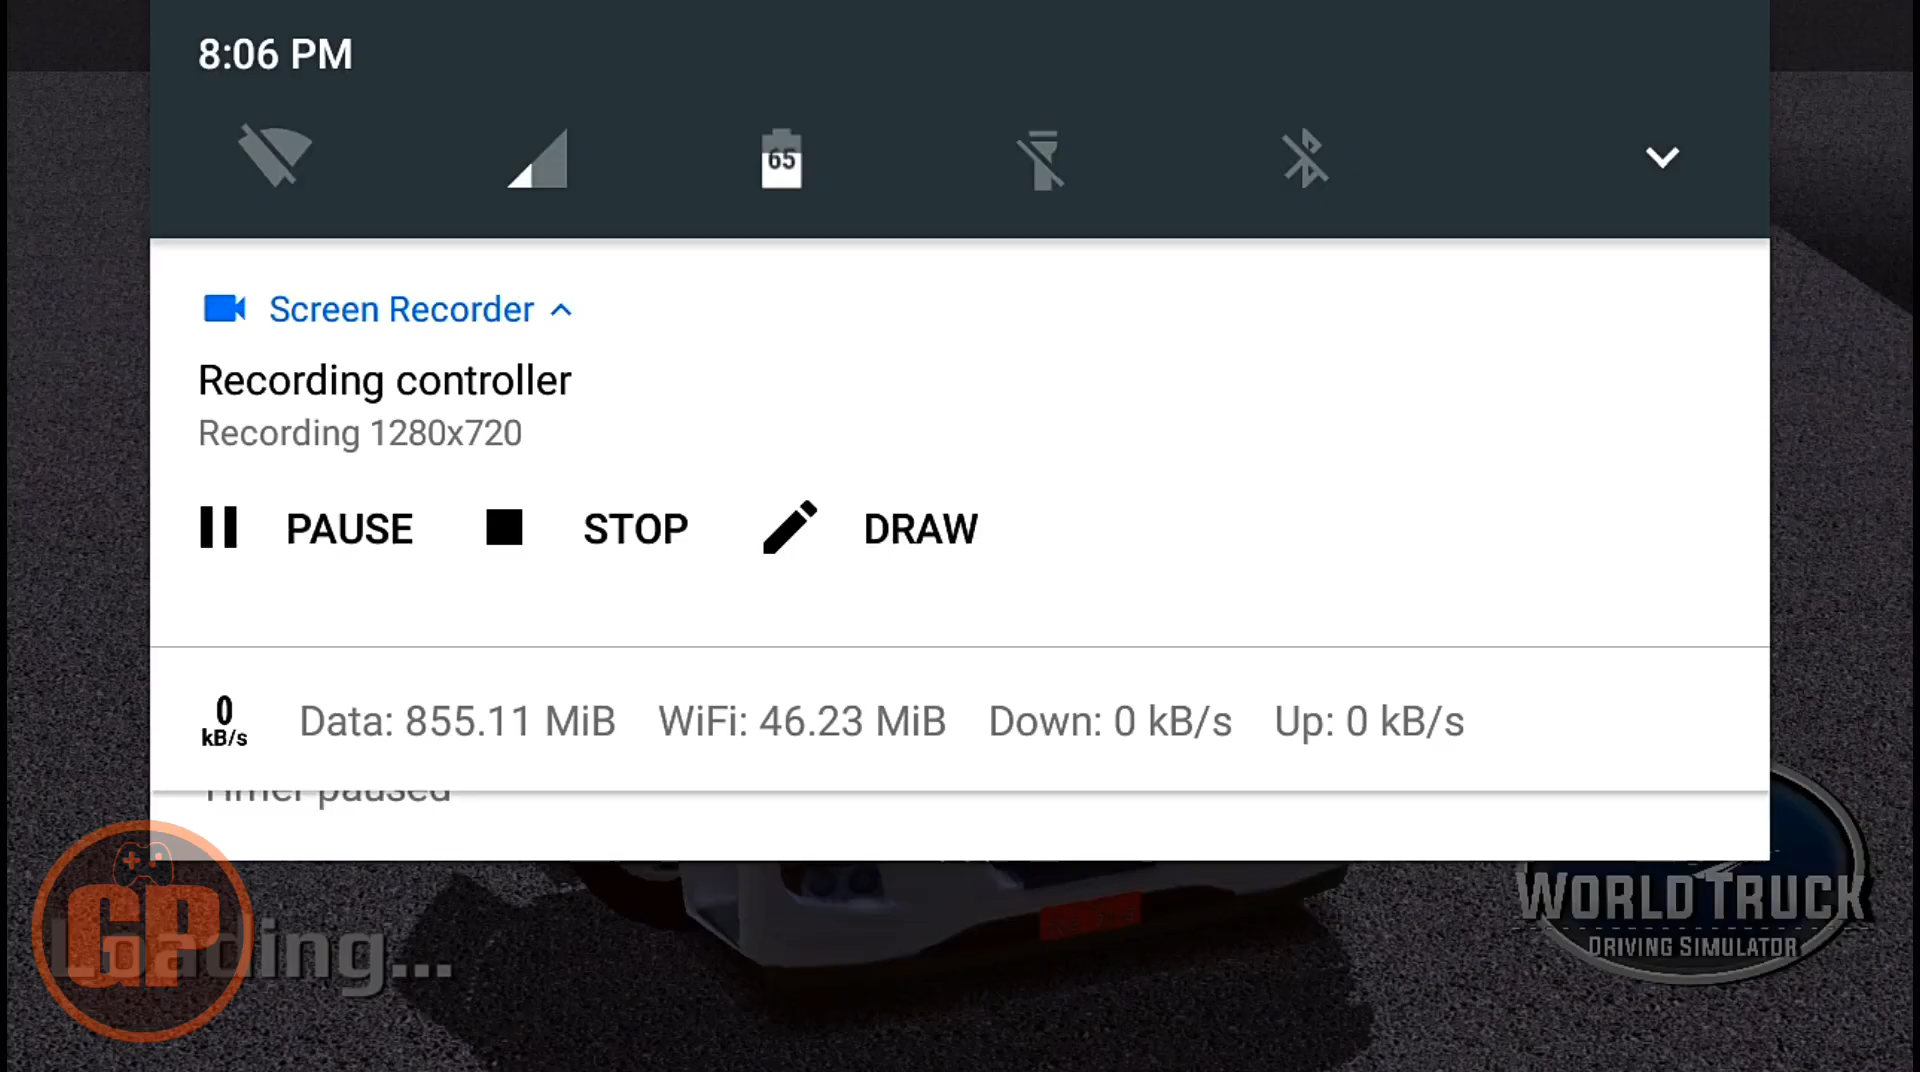 8:06 PM
65
Screen Recorder
Recording controller
Recording 1280x720
PAUSE STOP DRAW
0
kB/s
Data: 855.11 MiB WiFi: 46.23 MiB Down: 0 kB/s Up: 0 kB/s
Timer paused
GP
Loading...
WORLD TRUCK
DRIVING SIMULATOR